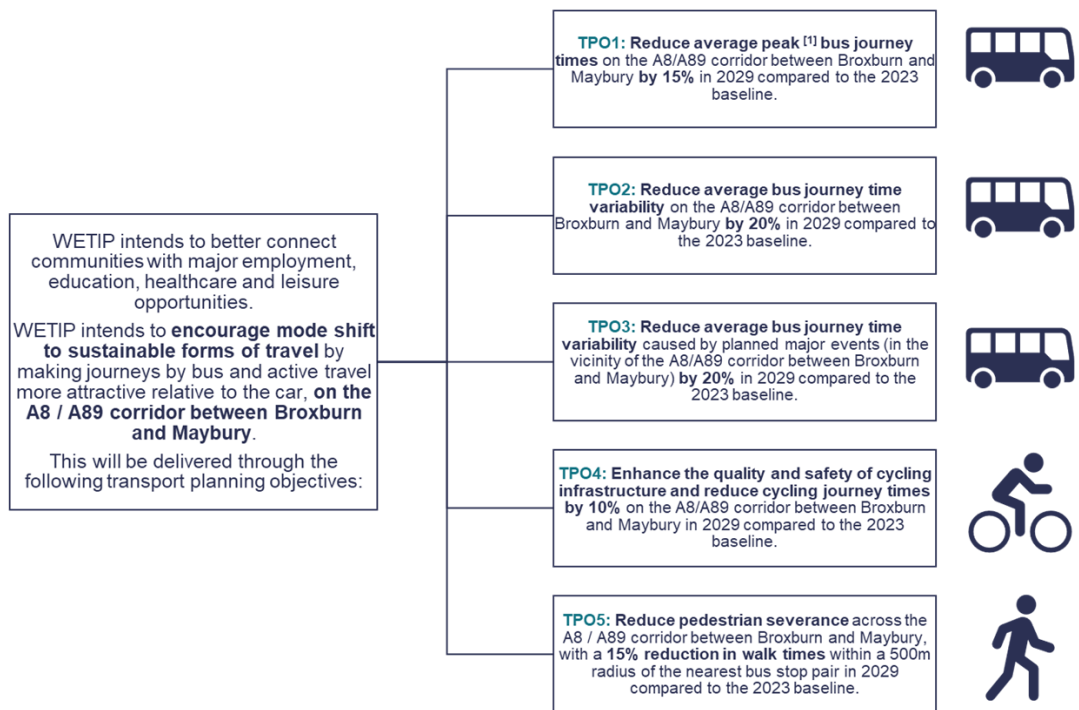 WETIP intends to better connect
communities with major employment,
education, healthcare and leisure
opportunities.
WETIP intends to encourage mode shift
to sustainable forms of travel by
making journeys by bus and active travel
more attractive relative to the car, on the
A8 / A89 corridor between Broxburn
and Maybury.
This will be delivered through the
following transport planning objectives:
TPO1: Reduce average peak [1] bus journey
times on the A8/A89 corridor between Broxburn and
Maybury by 15% in 2029 compared to the 2023
baseline.
TPO2: Reduce average bus journey time
variability on the A8/A89 corridor between
Broxburn and Maybury by 20% in 2029 compared to
the 2023 baseline.
TPO3: Reduce average bus journey time
variability caused by planned major events (in the
vicinity of the A8/A89 corridor between Broxburn
and Maybury) by 20% in 2029 compared to the
2023 baseline.
TPO4: Enhance the quality and safety of cycling
infrastructure and reduce cycling journey times
by 10% on the A8/A89 corridor between Broxburn
and Maybury in 2029 compared to the 2023
baseline.
TPO5: Reduce pedestrian severance across the
A8 / A89 corridor between Broxburn and Maybury,
with a 15% reduction in walk times within a 500m
radius of the nearest bus stop pair in 2029
compared to the 2023 baseline.